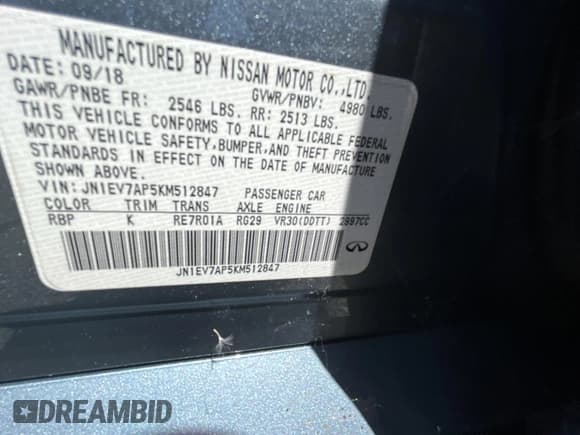 MANUFACTURED BY NISSAN MOTOR CO.,LTD.
DATE: 09/18
GAWR/PNBE FR: 2546 LBS. GVWR/PNBV: 4980 LBS.
RR: 2513 LBS.
THIS VEHICLE CONFORMS TO ALL APPLICABLE FEDERAL
MOTOR VEHICLE SAFETY,BUMPER,AND THEFT PREVENTION
STANDARDS IN EFFECT ON THE DATE OF MANUFACTURE
SHOWN ABOVE.
VIN: JN1EV7AP5KM512847 PASSENGER CAR
COLOR TRIM TRANS AXLE ENGINE
RBP K RE7R01A RG29 VR30(DDTT) 2997CC
JN1EV7AP5KM512847
DREAMBID